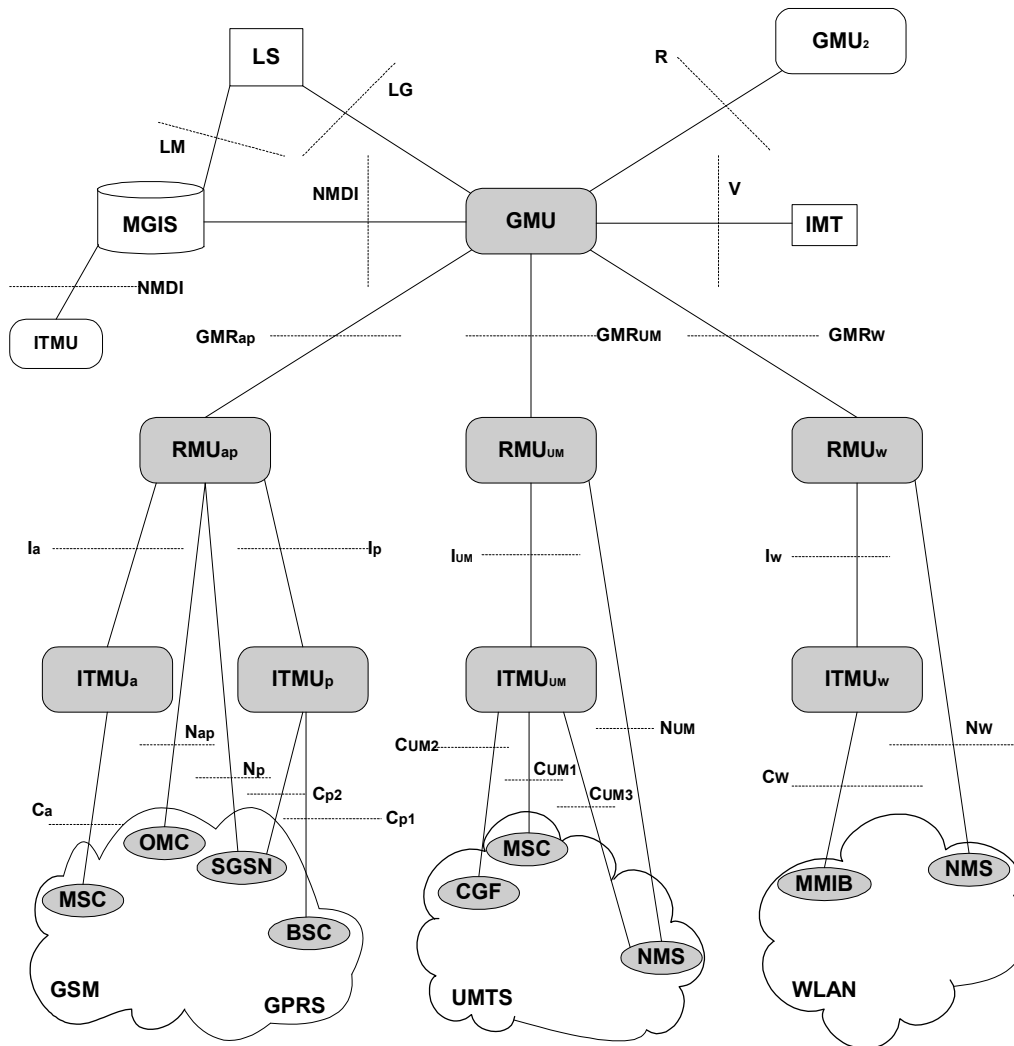 LS
GMU2
R
LG
LM
NMDI
V
MGIS
GMU
IMT
NMDI
ITMU
GMRap
GMRUM
GMRW
RMUap
RMUUM
RMUw
Ia
Ip
IUM
Iw
ITMUa
ITMUp
ITMUUM
ITMUw
Nap
Np
Cp2
Ca
Cp1
CUM2
CUM1
CUM3
NUM
NW
CW
OMC
SGSN
MSC
BSC
MSC
CGF
NMS
MMIB
NMS
GSM
GPRS
UMTS
WLAN